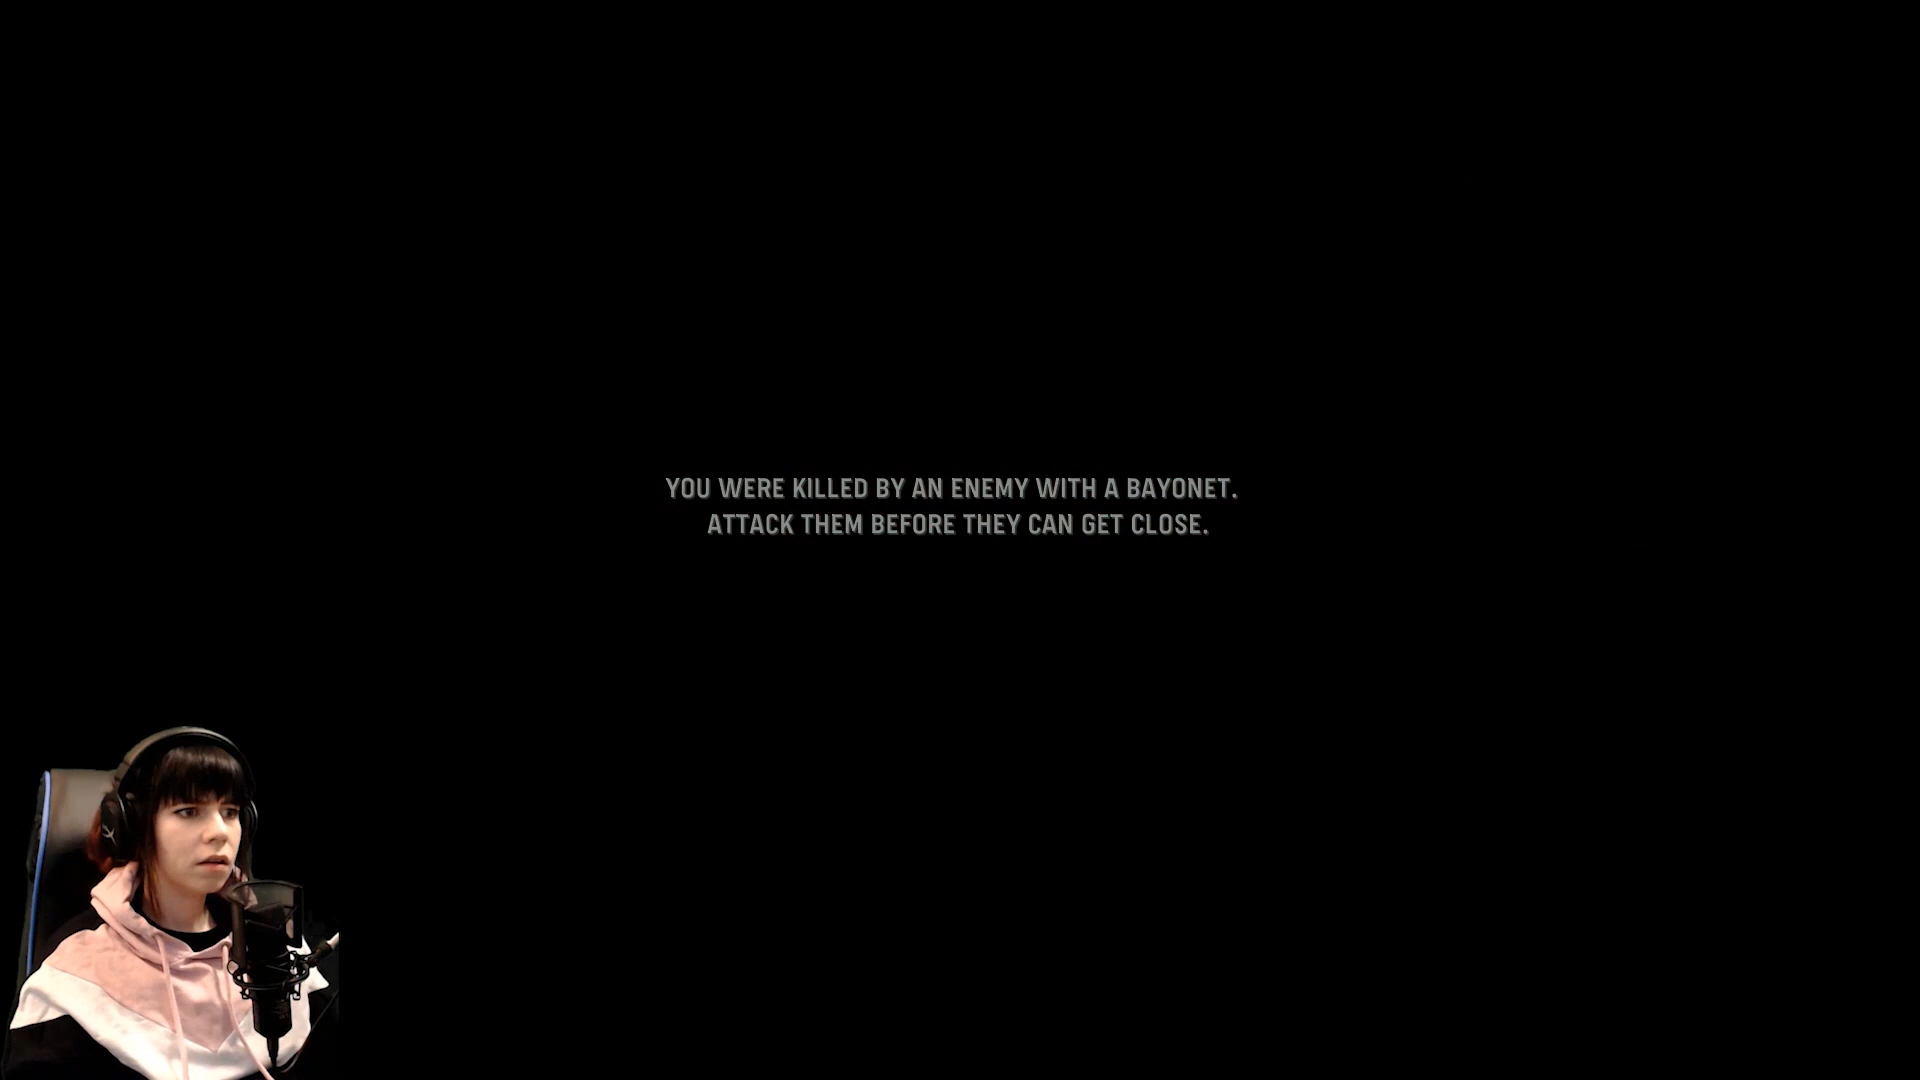 YOU WERE KILLED BY AN ENEMY WITH A BAYONET.
ATTACK THEM BEFORE THEY CAN GET CLOSE.